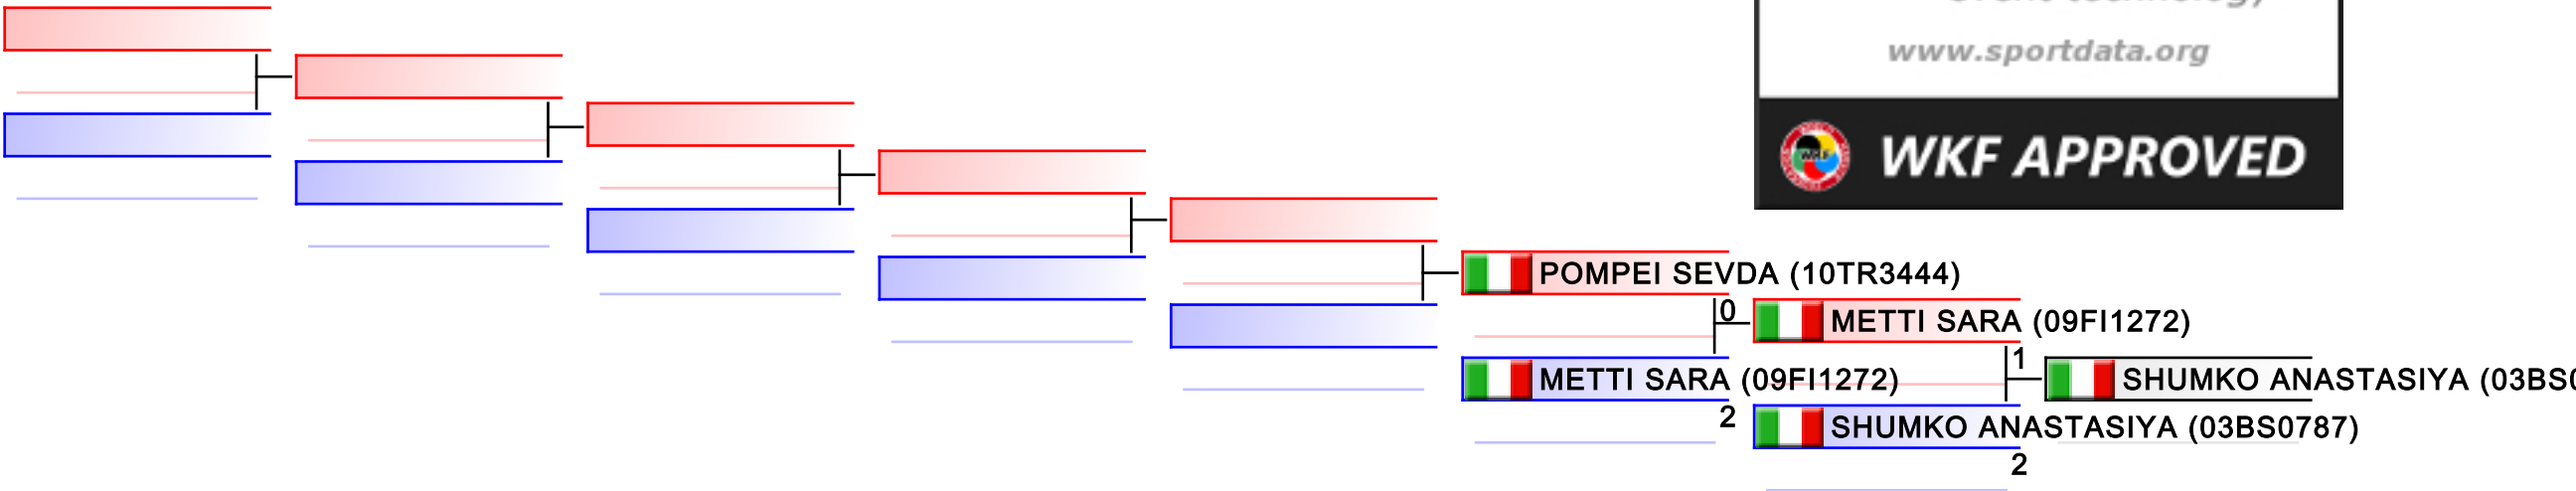 www.sportdata.org
WKF APPROVED
POMPEI SEVDA (10TR3444)
0
METTI SARA (09FI1272)
1
METTI SARA (09FI1272)
SHUMKO ANASTASIYA (03BS0
2
SHUMKO ANASTASIYA (03BS0787)
2